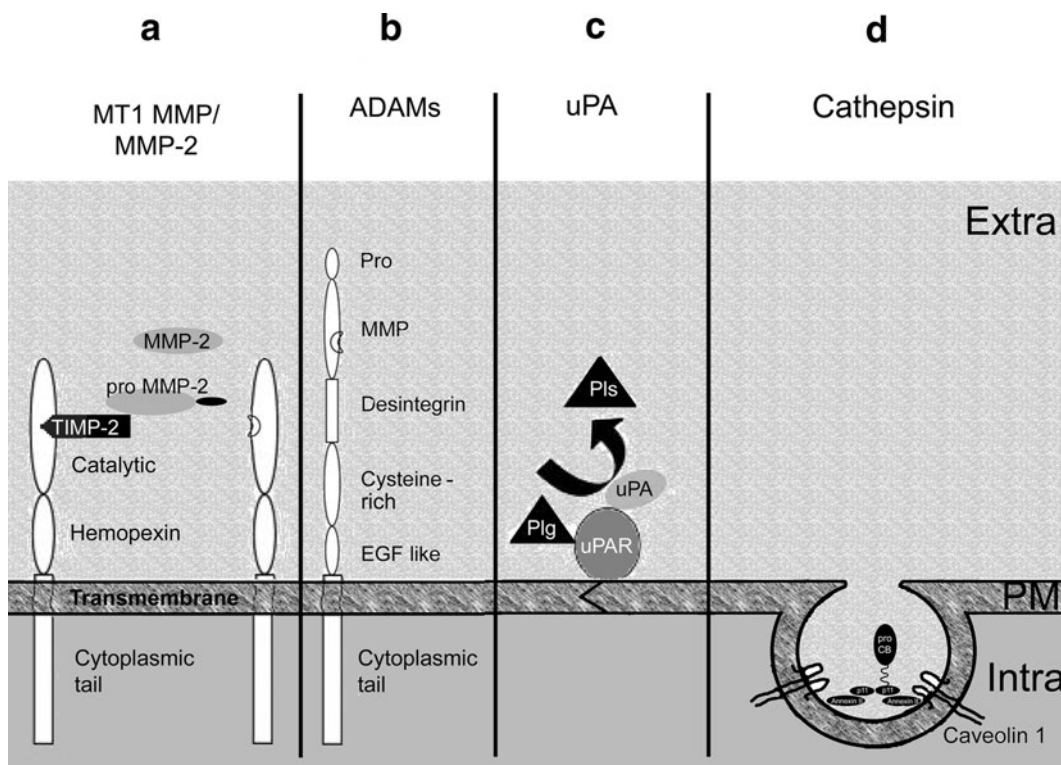 a
b
c
d
MT1 MMP/
MMP-2
ADAMs
uPA
Cathepsin
Extra
MMP-2
pro MMP-2
TIMP-2
Catalytic
Hemopexin
Transmembrane
Cytoplasmic
tail
Pro
MMP
Desintegrin
Cysteine -
rich
EGF like
Cytoplasmic
tail
Pls
uPA
Plg
uPAR
PM
pro
CB
p11
p11
Annexin II
Annexin II
Intra
Caveolin 1